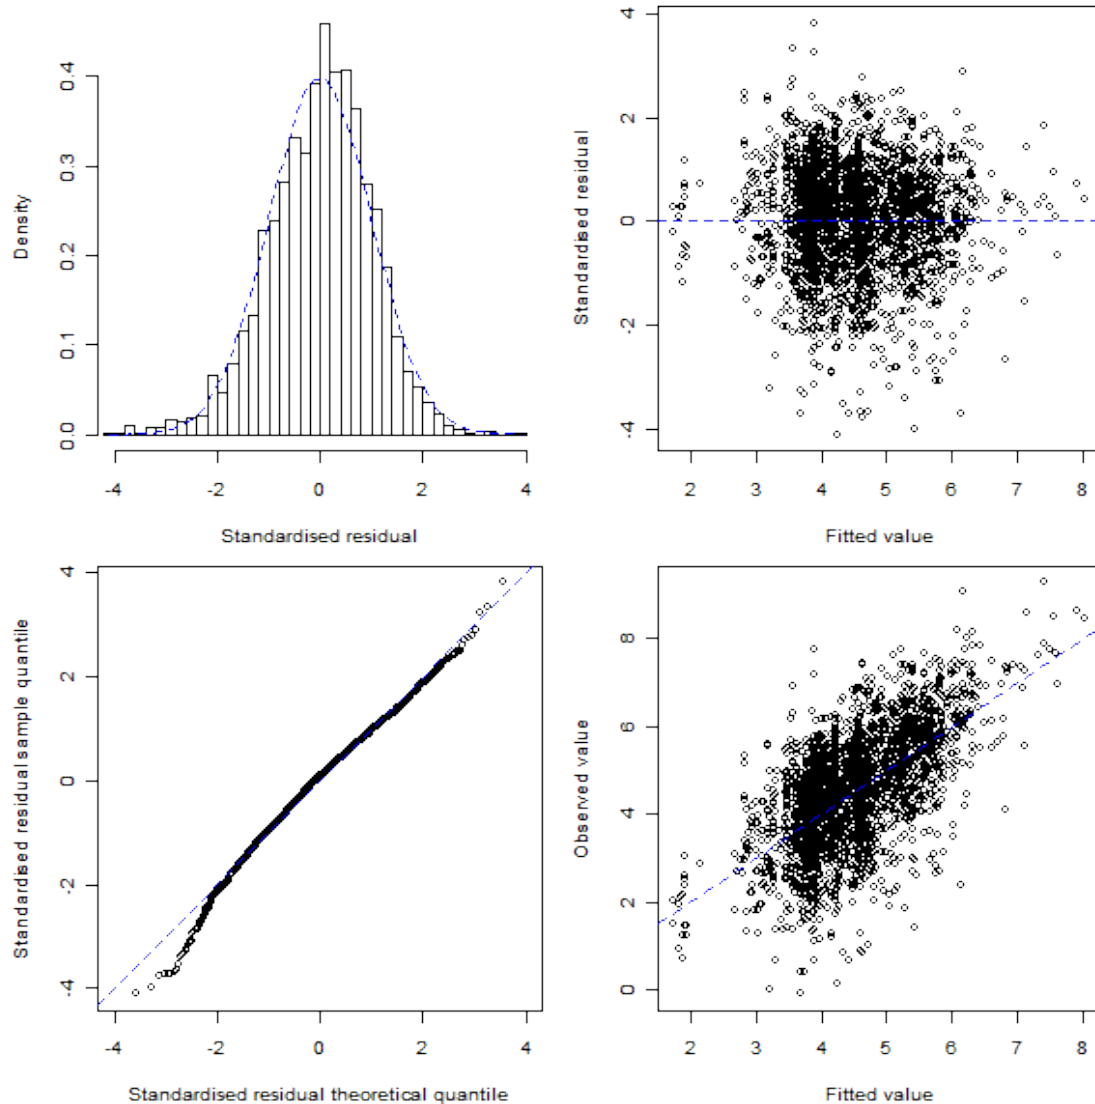 Density
0.0 0.1 0.2 0.3 0.4
-4 -2 0 2 4
Standardised residual
Standardised residual
-4 -2 0 2 4
2 3 4 5 6 7 8
Fitted value
Standardised residual sample quantile
-4 -2 0 2 4
-4 -2 0 2 4
Standardised residual theoretical quantile
Observed value
0 2 4 6 8
2 3 4 5 6 7 8
Fitted value